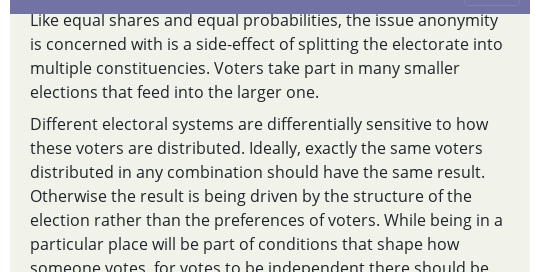 Like equal shares and equal probabilities, the issue anonymity
is concerned with is a side-effect of splitting the electorate into
multiple constituencies. Voters take part in many smaller
elections that feed into the larger one.
Different electoral systems are differentially sensitive to how
these voters are distributed. Ideally, exactly the same voters
distributed in any combination should have the same result.
Otherwise the result is being driven by the structure of the
election rather than the preferences of voters. While being in a
particular place will be part of conditions that shape how
someone votes, for votes to be independent there should be